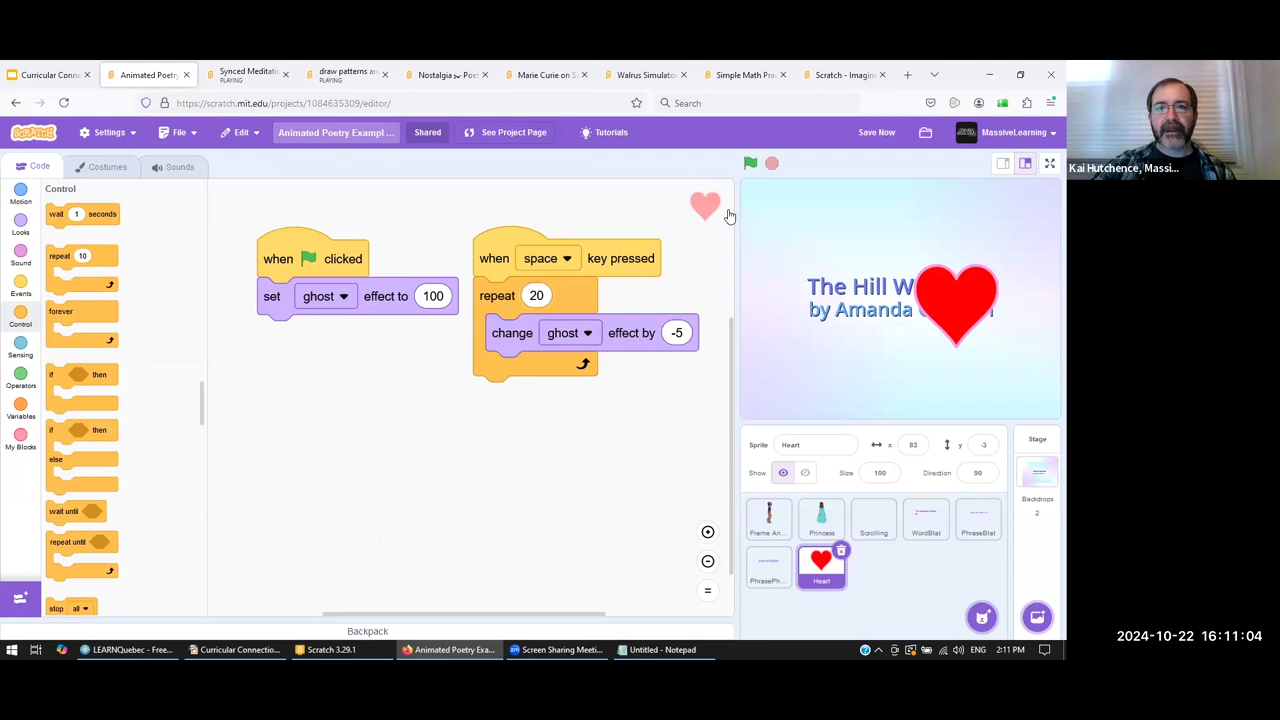 Curricular Conne
Animated Poetry
Synced Meditati
PLAYING
draw patterns a
PLAYING
Nostalgia
Marie Curie on S
Walrus Simulator
Simple Math Pra
Scratch - Imagin
https://scratch.mit.edu/projects/1084635309/editor/
Search
SCRATCH
Settings
File
Edit
Animated Poetry Exampl ...
Shared
See Project Page
Tutorials
Save Now
MassiveLearning
Kai Hutchence, Massi...
Code
Costumes
Sounds
Motion
Looks
Sound
Events
Control
Sensing
Operators
Variables
My Blocks
Control
wait 1 seconds
repeat 10
forever
if then
if then
else
wait until
repeat until
stop all
when clicked
set ghost effect to 100
when space key pressed
repeat 20
change ghost effect by -5
The Hill W
by Amanda
Sprite
Heart
x 83
y -3
Show
Size 100
Direction 90
Stage
Backdrops
2
Frame An...
Princess
Scrolling
WordBlat
PhraseBlat
PhrasePh...
Heart
Backpack
LEARNQuebec - Free...
Curricular Connectio...
Scratch 3.29.1
Animated Poetry Exa...
Screen Sharing Meeti...
Untitled - Notepad
ENG
2:11 PM
2024-10-22 16:11:04